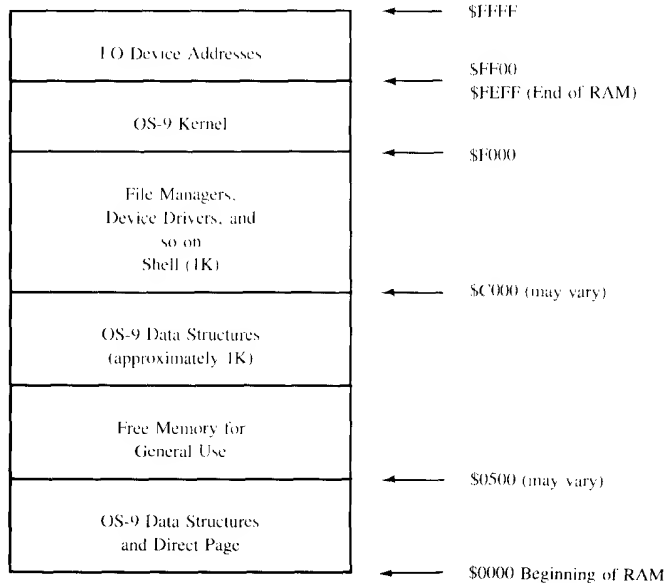 $FFFF
I/O Device Addresses
$FF00
$FEFF (End of RAM)
OS-9 Kernel
$F000
File Managers,
Device Drivers, and
so on
Shell (1K)
$C000 (may vary)
OS-9 Data Structures
(approximately 1K)
Free Memory for
General Use
$0500 (may vary)
OS-9 Data Structures
and Direct Page
$0000 Beginning of RAM